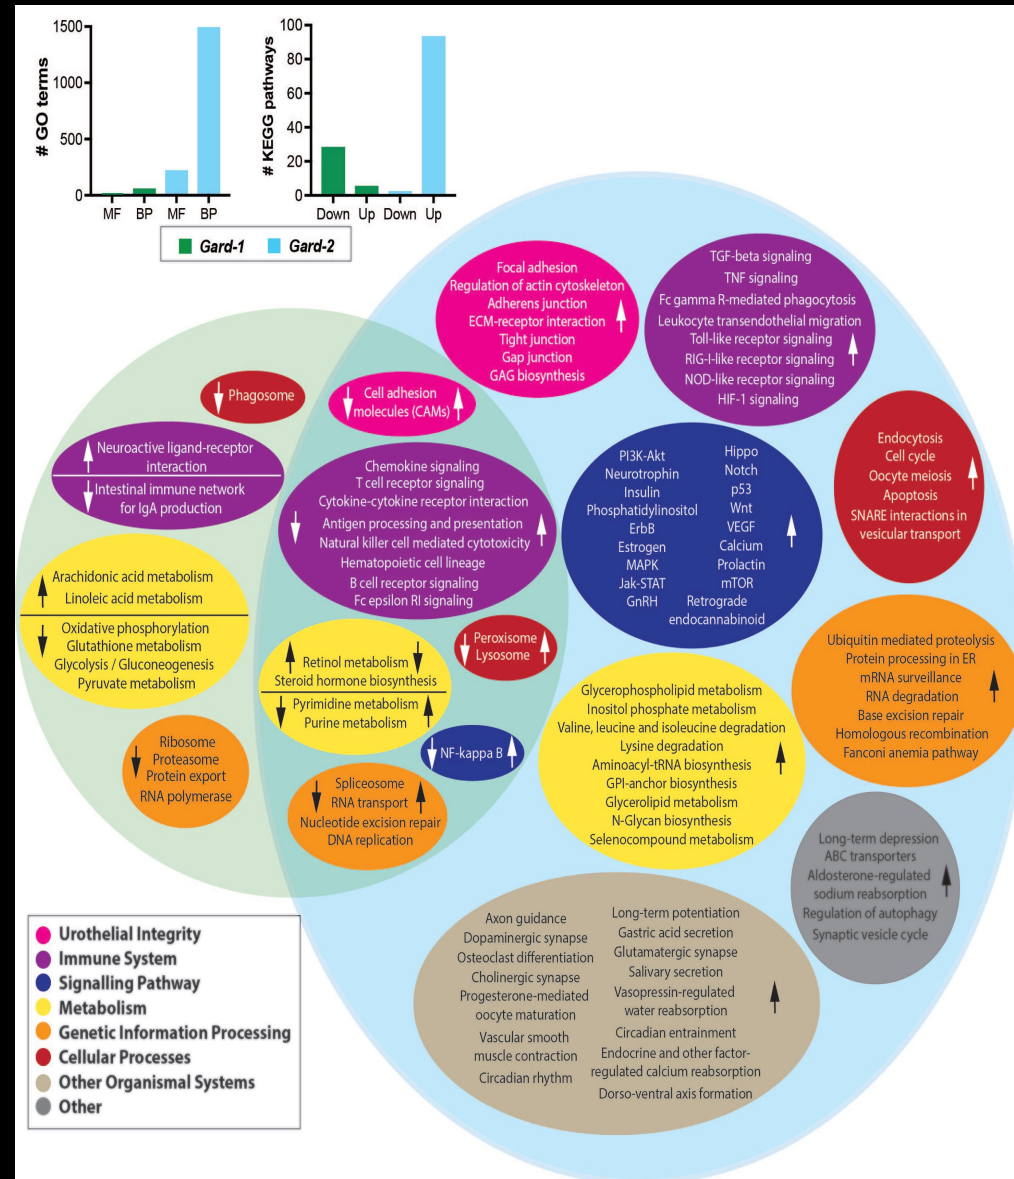 # GO terms
1500
1000
500
0
MF BP MF BP
# KEGG pathways
100
80
60
40
20
0
Down Up Down Up
Gard-1 Gard-2
Focal adhesion
Regulation of actin cytoskeleton
Adherens junction
ECM-receptor interaction
Tight junction
Gap junction
GAG biosynthesis
TGF-beta signaling
TNF signaling
Fc gamma R-mediated phagocytosis
Leukocyte transendothelial migration
Toll-like receptor signaling
RIG-I-like receptor signaling
NOD-like receptor signaling
HIF-1 signaling
Phagosome
Cell adhesion
molecules (CAMs)
Neuroactive ligand-receptor
interaction
Intestinal immune network
for IgA production
Chemokine signaling
T cell receptor signaling
Cytokine-cytokine receptor interaction
Antigen processing and presentation
Natural killer cell mediated cytotoxicity
Hematopoietic cell lineage
B cell receptor signaling
Fc epsilon RI signaling
PI3K-Akt
Neurotrophin
Insulin
Phosphatidylinositol
ErbB
Estrogen
MAPK
Jak-STAT
GnRH
Hippo
Notch
p53
Wnt
VEGF
Calcium
Prolactin
mTOR
Retrograde
endocannabinoid
Endocytosis
Cell cycle
Oocyte meiosis
Apoptosis
SNARE interactions in
vesicular transport
Arachidonic acid metabolism
Linoleic acid metabolism
Oxidative phosphorylation
Glutathione metabolism
Glycolysis / Gluconeogenesis
Pyruvate metabolism
Retinol metabolism
Steroid hormone biosynthesis
Pyrimidine metabolism
Purine metabolism
Peroxisome
Lysosome
NF-kappa B
Ribosome
Proteasome
Protein export
RNA polymerase
Spliceosome
RNA transport
Nucleotide excision repair
DNA replication
Glycerophospholipid metabolism
Inositol phosphate metabolism
Valine, leucine and isoleucine degradation
Lysine degradation
Aminoacyl-tRNA biosynthesis
GPI-anchor biosynthesis
Glycerolipid metabolism
N-Glycan biosynthesis
Selenocompound metabolism
Ubiquitin mediated proteolysis
Protein processing in ER
mRNA surveillance
RNA degradation
Base excision repair
Homologous recombination
Fanconi anemia pathway
Long-term depression
ABC transporters
Aldosterone-regulated
sodium reabsorption
Regulation of autophagy
Synaptic vesicle cycle
Axon guidance
Dopaminergic synapse
Osteoclast differentiation
Cholinergic synapse
Progesterone-mediated
oocyte maturation
Vascular smooth
muscle contraction
Circadian rhythm
Long-term potentiation
Gastric acid secretion
Glutamatergic synapse
Salivary secretion
Vasopressin-regulated
water reabsorption
Circadian entrainment
Endocrine and other factor-
regulated calcium reabsorption
Dorso-ventral axis formation
Urothelial Integrity
Immune System
Signalling Pathway
Metabolism
Genetic Information Processing
Cellular Processes
Other Organismal Systems
Other